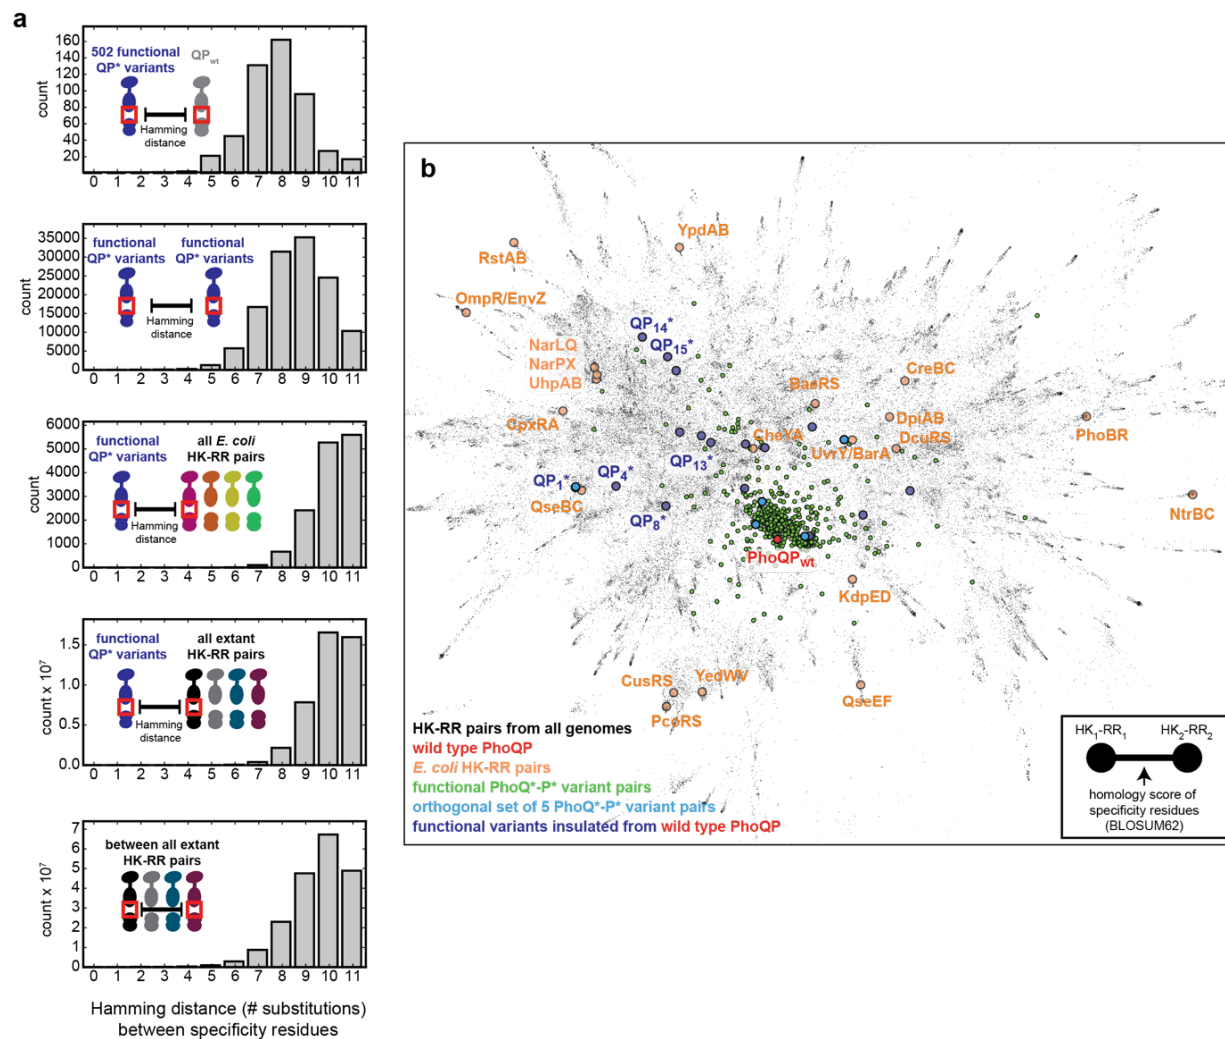 a
160
140
120
100
80
60
40
20
count
502 functional
QP* variants
QPwt
Hamming
distance
0 1 2 3 4 5 6 7 8 9 10 11
35000
30000
25000
20000
15000
10000
5000
0
count
functional
QP* variants
functional
QP* variants
Hamming
distance
0 1 2 3 4 5 6 7 8 9 10 11
6000
5000
4000
3000
2000
1000
0
count
functional
QP* variants
all E. coli
HK-RR pairs
Hamming
distance
0 1 2 3 4 5 6 7 8 9 10 11
1.5
1.0
0.5
0.0
count x 10^7
functional
QP* variants
all extant
HK-RR pairs
Hamming
distance
0 1 2 3 4 5 6 7 8 9 10 11
7
6
5
4
3
2
1
0
count x 10^7
between all extant
HK-RR pairs
0 1 2 3 4 5 6 7 8 9 10 11
Hamming distance (# substitutions)
between specificity residues
b
YpdAB
RstAB
OmpR/EnvZ
QP14*
QP15*
NarLQ
NarPX
UhpAB
CreBC
BaeRS
CpxRA
DpiAB
PhoBR
CheYA
DcuRS
UvrY/BarA
QP13*
QP1*
QP4*
QseBC
NtrBC
QP8*
PhoQPwt
KdpED
CusRS
YedWV
QseEF
PcoRS
HK-RR pairs from all genomes
wild type PhoQP
E. coli HK-RR pairs
functional PhoQ*-P* variant pairs
orthogonal set of 5 PhoQ*-P* variant pairs
functional variants insulated from wild type PhoQP
HK1-RR1 HK2-RR2
homology score of
specificity residues
(BLOSUM62)